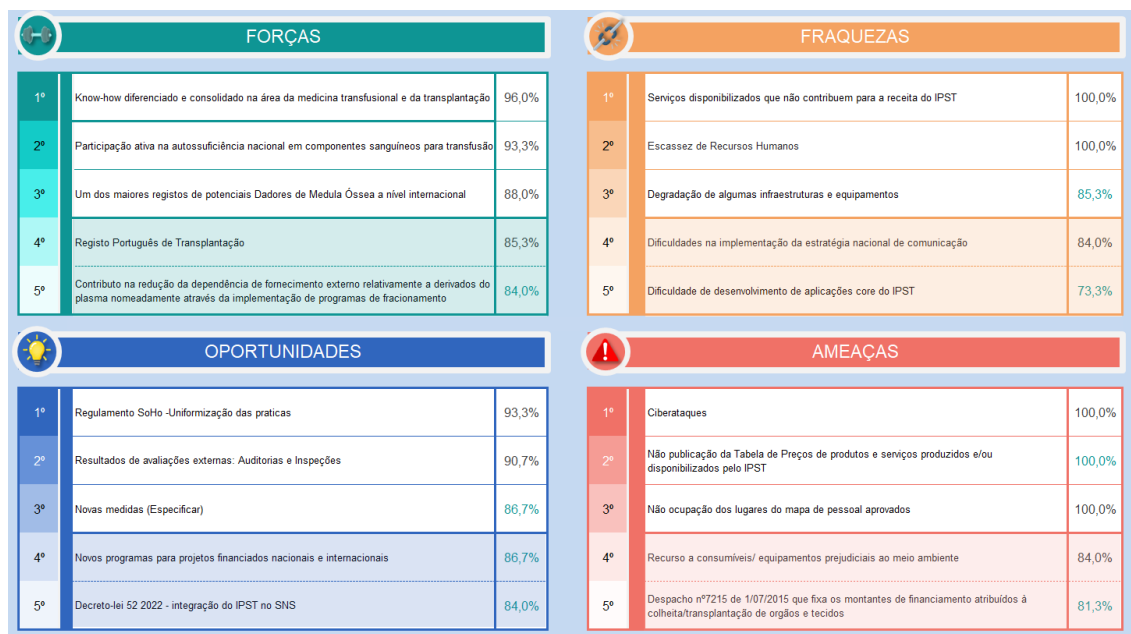 FORÇAS
1º Know-how diferenciado e consolidado na área da medicina transfusional e da transplantação 96,0%
2º Participação ativa na autossuficiência nacional em componentes sanguíneos para transfusão 93,3%
3º Um dos maiores registos de potenciais Dadores de Medula Óssea a nível internacional 88,0%
4º Registo Português de Transplantação 85,3%
5º Contributo na redução da dependência de fornecimento externo relativamente a derivados do
plasma nomeadamente através da implementação de programas de fracionamento 84,0%
FRAQUEZAS
1º Serviços disponibilizados que não contribuem para a receita do IPST 100,0%
2º Escassez de Recursos Humanos 100,0%
3º Degradação de algumas infraestruturas e equipamentos 85,3%
4º Dificuldades na implementação da estratégia nacional de comunicação 84,0%
5º Dificuldade de desenvolvimento de aplicações core do IPST 73,3%
OPORTUNIDADES
1º Regulamento SoHo -Uniformização das praticas 93,3%
2º Resultados de avaliações externas: Auditorias e Inspeções 90,7%
3º Novas medidas (Especificar) 86,7%
4º Novos programas para projetos financiados nacionais e internacionais 86,7%
5º Decreto-lei 52 2022 - integração do IPST no SNS 84,0%
AMEAÇAS
1º Ciberataques 100,0%
2º Não publicação da Tabela de Preços de produtos e serviços produzidos e/ou
disponibilizados pelo IPST 100,0%
3º Não ocupação dos lugares do mapa de pessoal aprovados 100,0%
4º Recurso a consumíveis/ equipamentos prejudiciais ao meio ambiente 84,0%
5º Despacho nº7215 de 1/07/2015 que fixa os montantes de financiamento atribuídos à
colheita/transplantação de orgãos e tecidos 81,3%